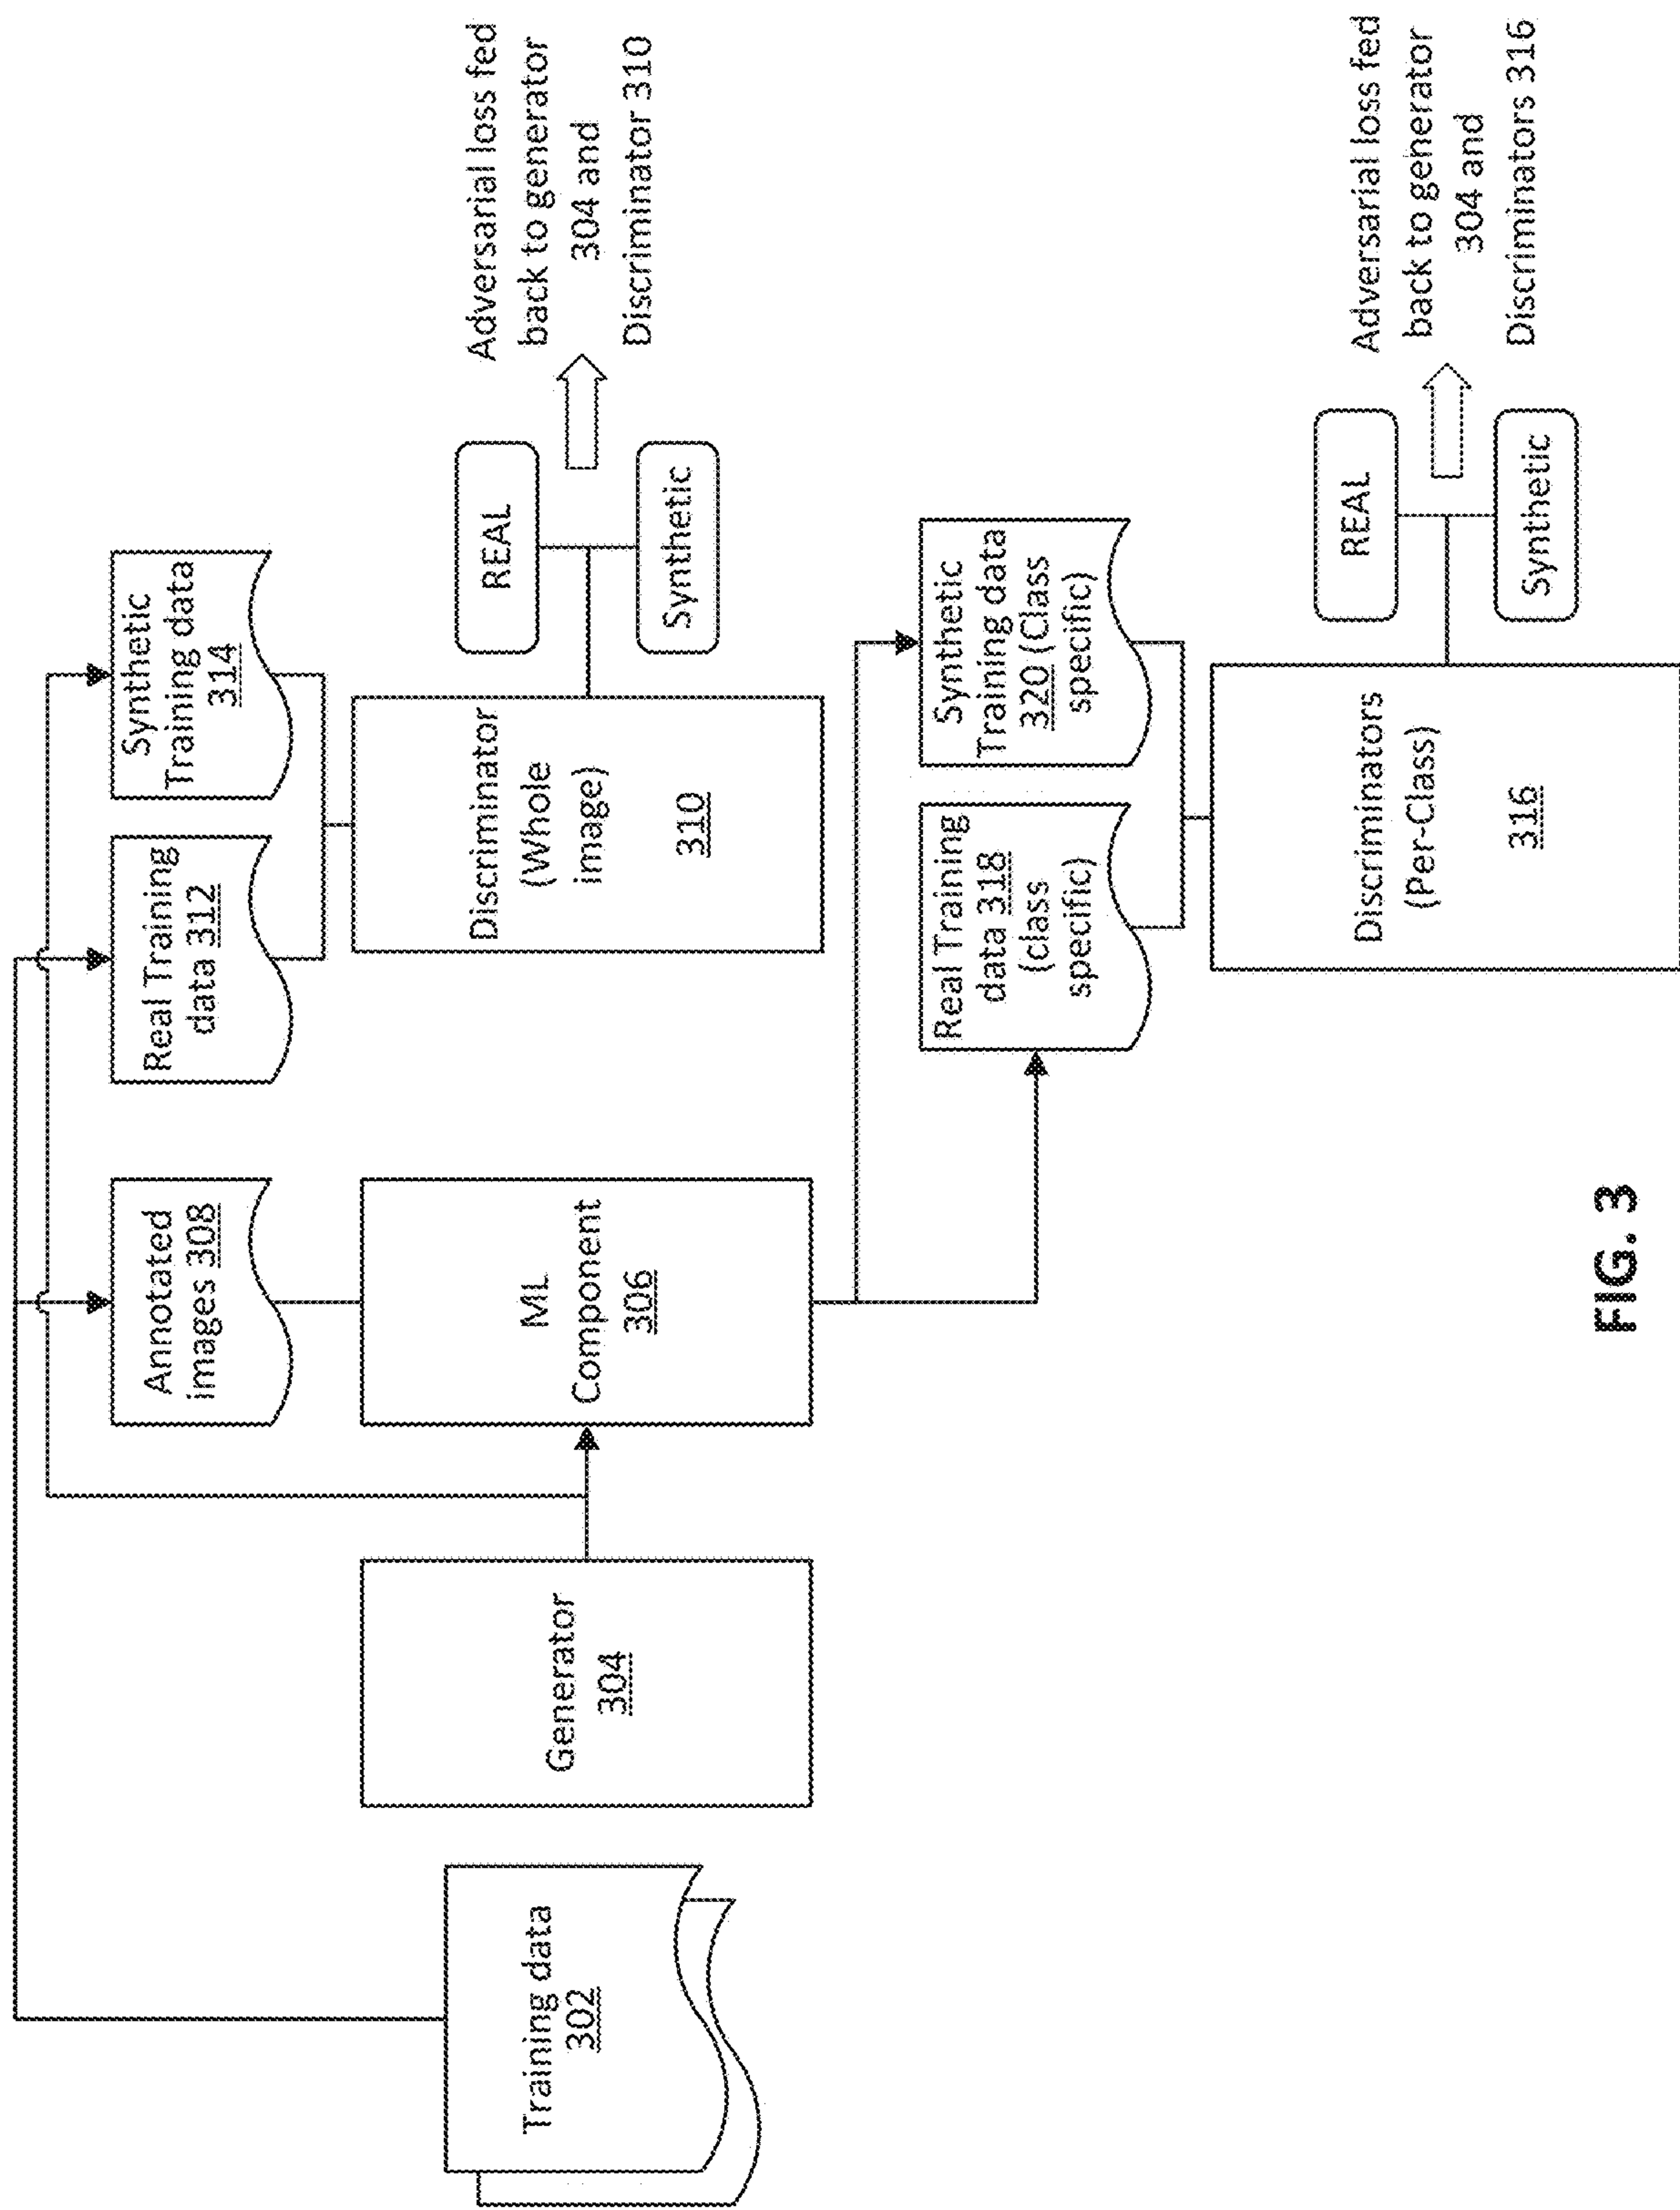 Training data
302
Generator
304
Annotated
images 308
ML
Component
306
Real Training
data 312
Synthetic
Training data
314
Discriminator
(Whole
image)
310
REAL
Synthetic
Adversarial loss fed
back to generator
304 and
Discriminator 310
Real Training
data 318
(class
specific)
Synthetic
Training data
320 (Class
specific)
Discriminators
(Per-Class)
316
REAL
Synthetic
Adversarial loss fed
back to generator
304 and
Discriminators 316
FIG. 3